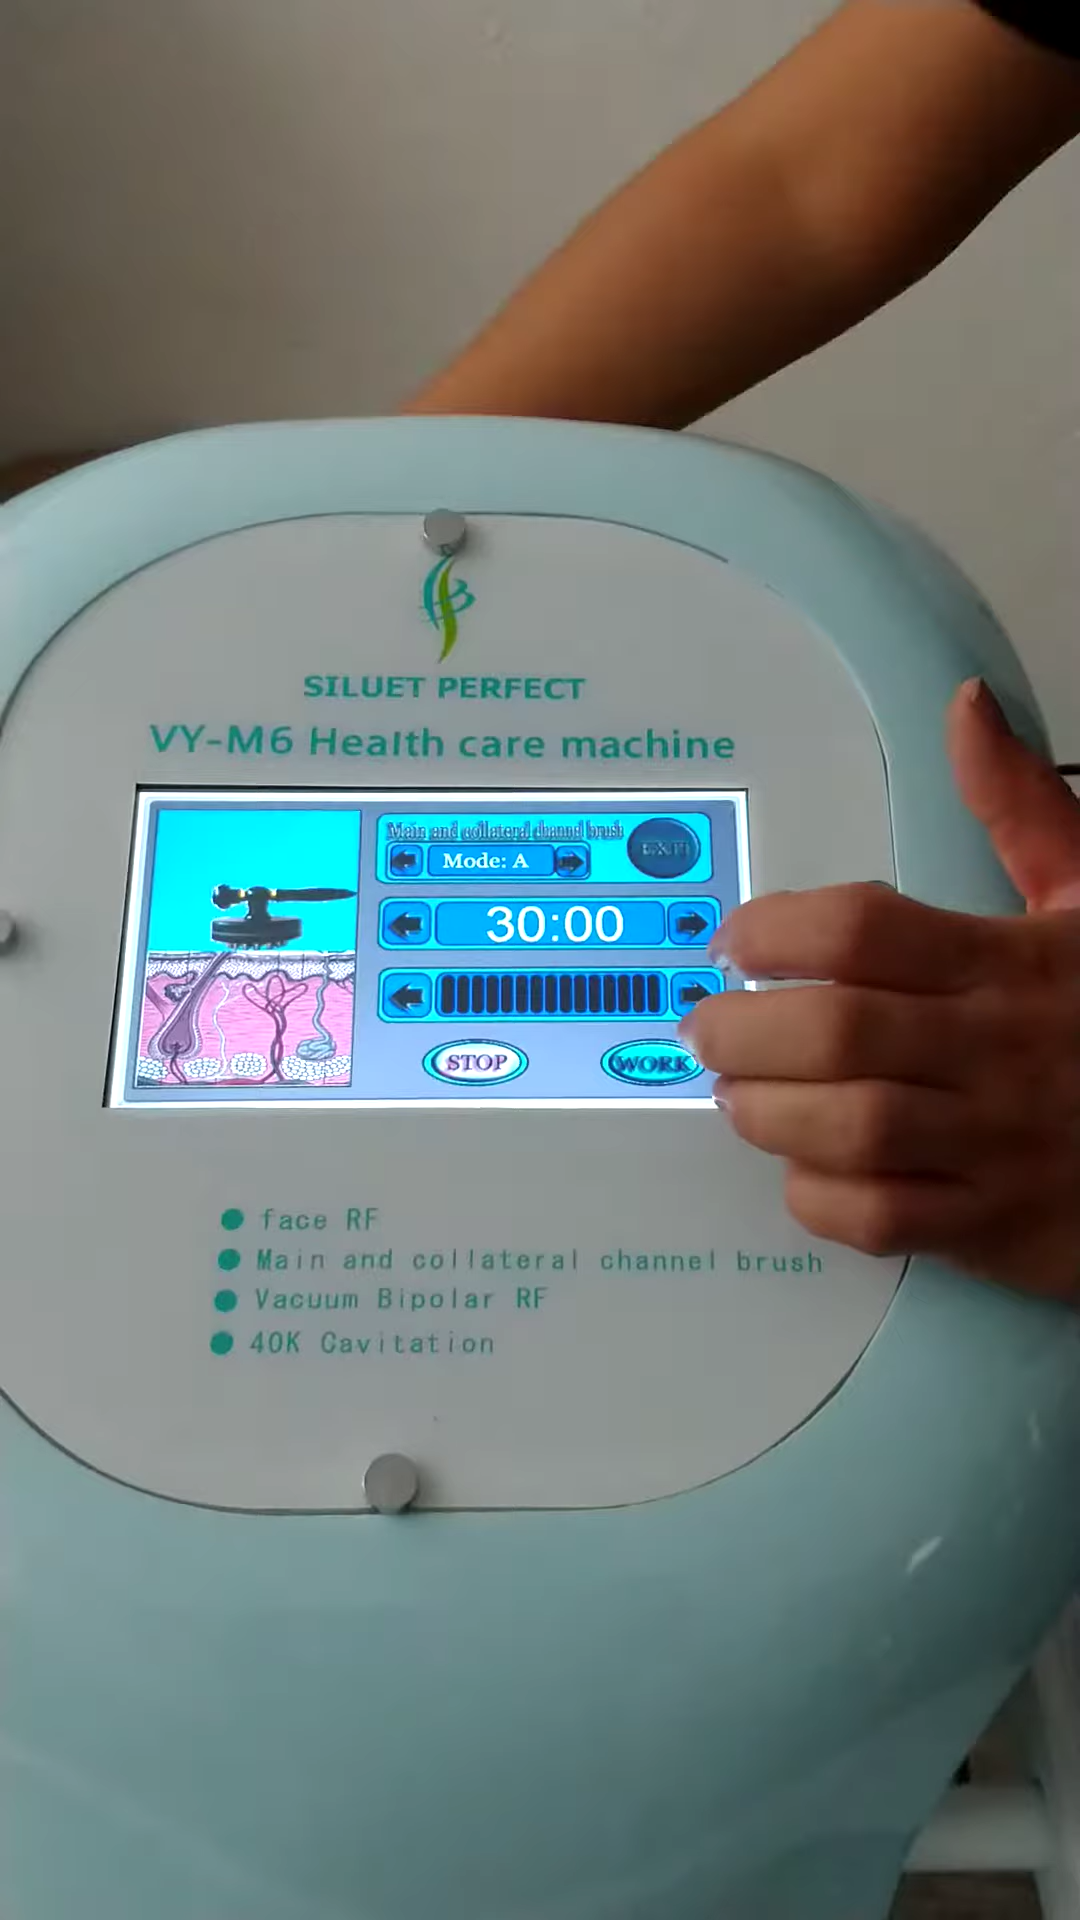 SILUET PERFECT
VY-M6 Health care machine
Main and collateral channel brush
EXIT
Mode: A
30:00
STOP
WORK
face RF
Main and collateral channel brush
Vacuum Bipolar RF
40K Cavitation